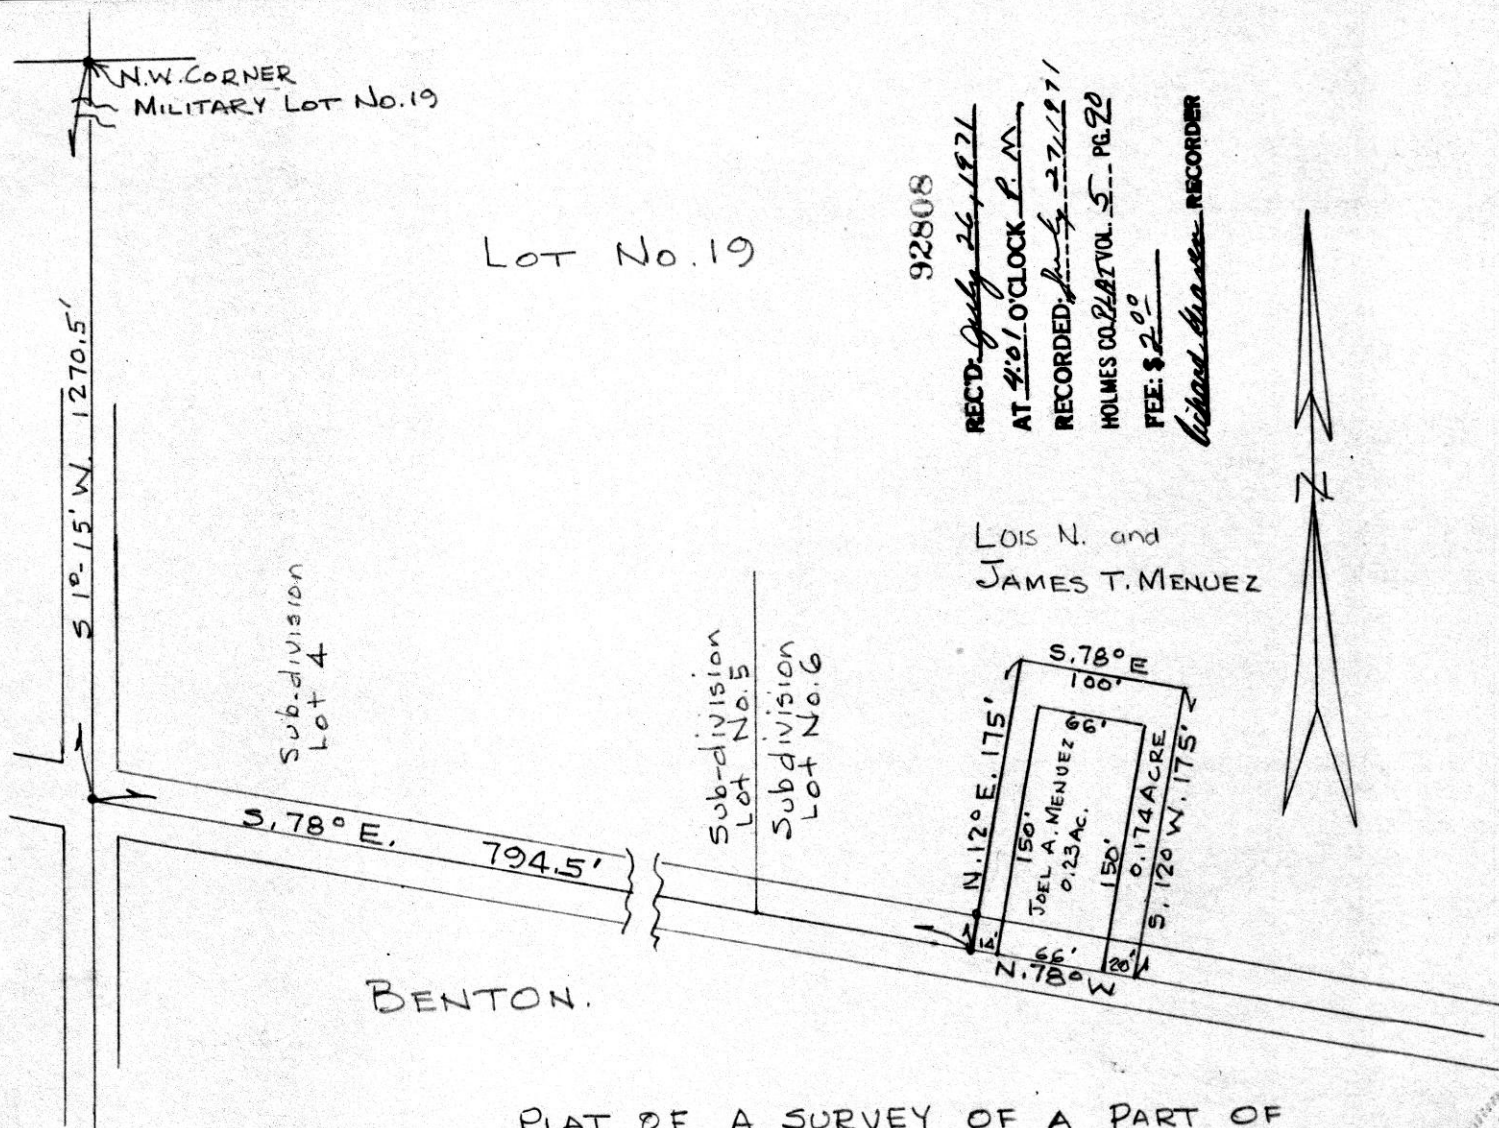 N.W. CORNER
MILITARY LOT NO.19
LOT NO.19
92808
REC'D: July 26, 1971
AT 4:01 O'CLOCK P. M.
RECORDED: July 27, 1971
HOLMES CO. PLAT VOL. 5 PG. 90
FEE: $ 2.00
RECORDER
N
S 1°-15' W. 1270.5'
LOIS N. and
JAMES T. MENUEZ
Sub-division
Lot 4
Sub-division
Lot No.5
Subdivision
Lot No.6
S.78° E
100'
66'
N.12° E. 175'
150'
JOEL A. MENUEZ
0.23 Ac.
150'
0.174 ACRE
S. 12° W. 175'
S. 78° E. 794.5'
14'
66'
20'
N.78° W
BENTON.
PLAT OF A SURVEY OF A PART OF